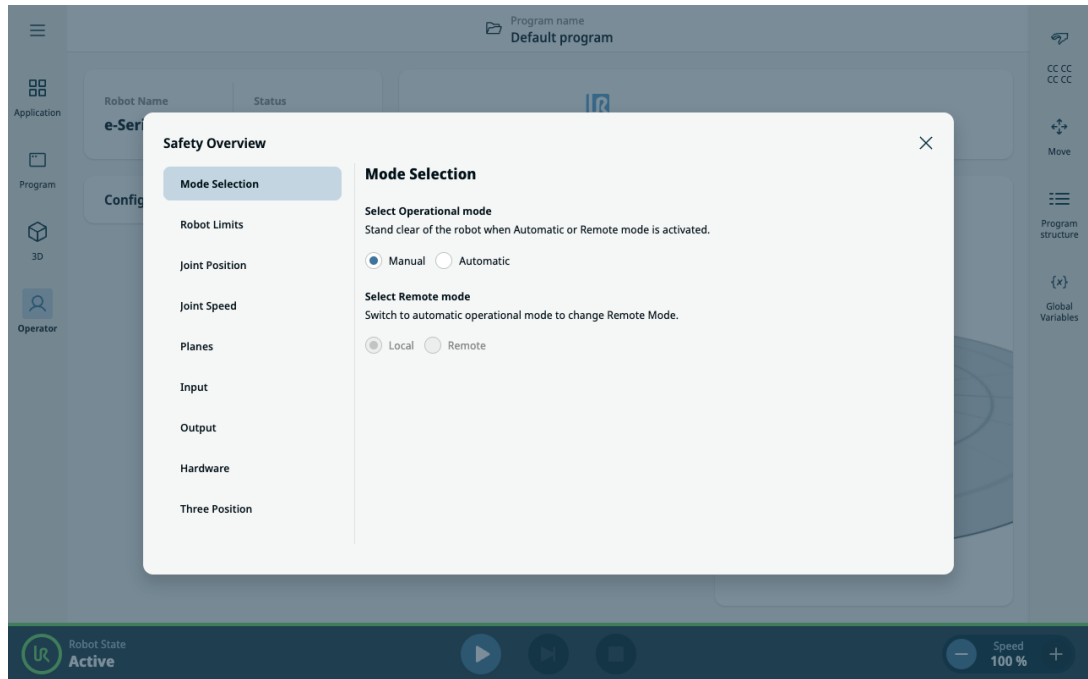 Program name
Default program
Application
Program
3D
Operator
Robot Name
Status
e-Seri
Config
Safety Overview
Mode Selection
Robot Limits
Joint Position
Joint Speed
Planes
Input
Output
Hardware
Three Position
Mode Selection
Select Operational mode
Stand clear of the robot when Automatic or Remote mode is activated.
Manual Automatic
Select Remote mode
Switch to automatic operational mode to change Remote Mode.
Local Remote
CC CC
CC CC
Move
Program
structure
{x}
Global
Variables
Robot State
Active
Speed
100 %